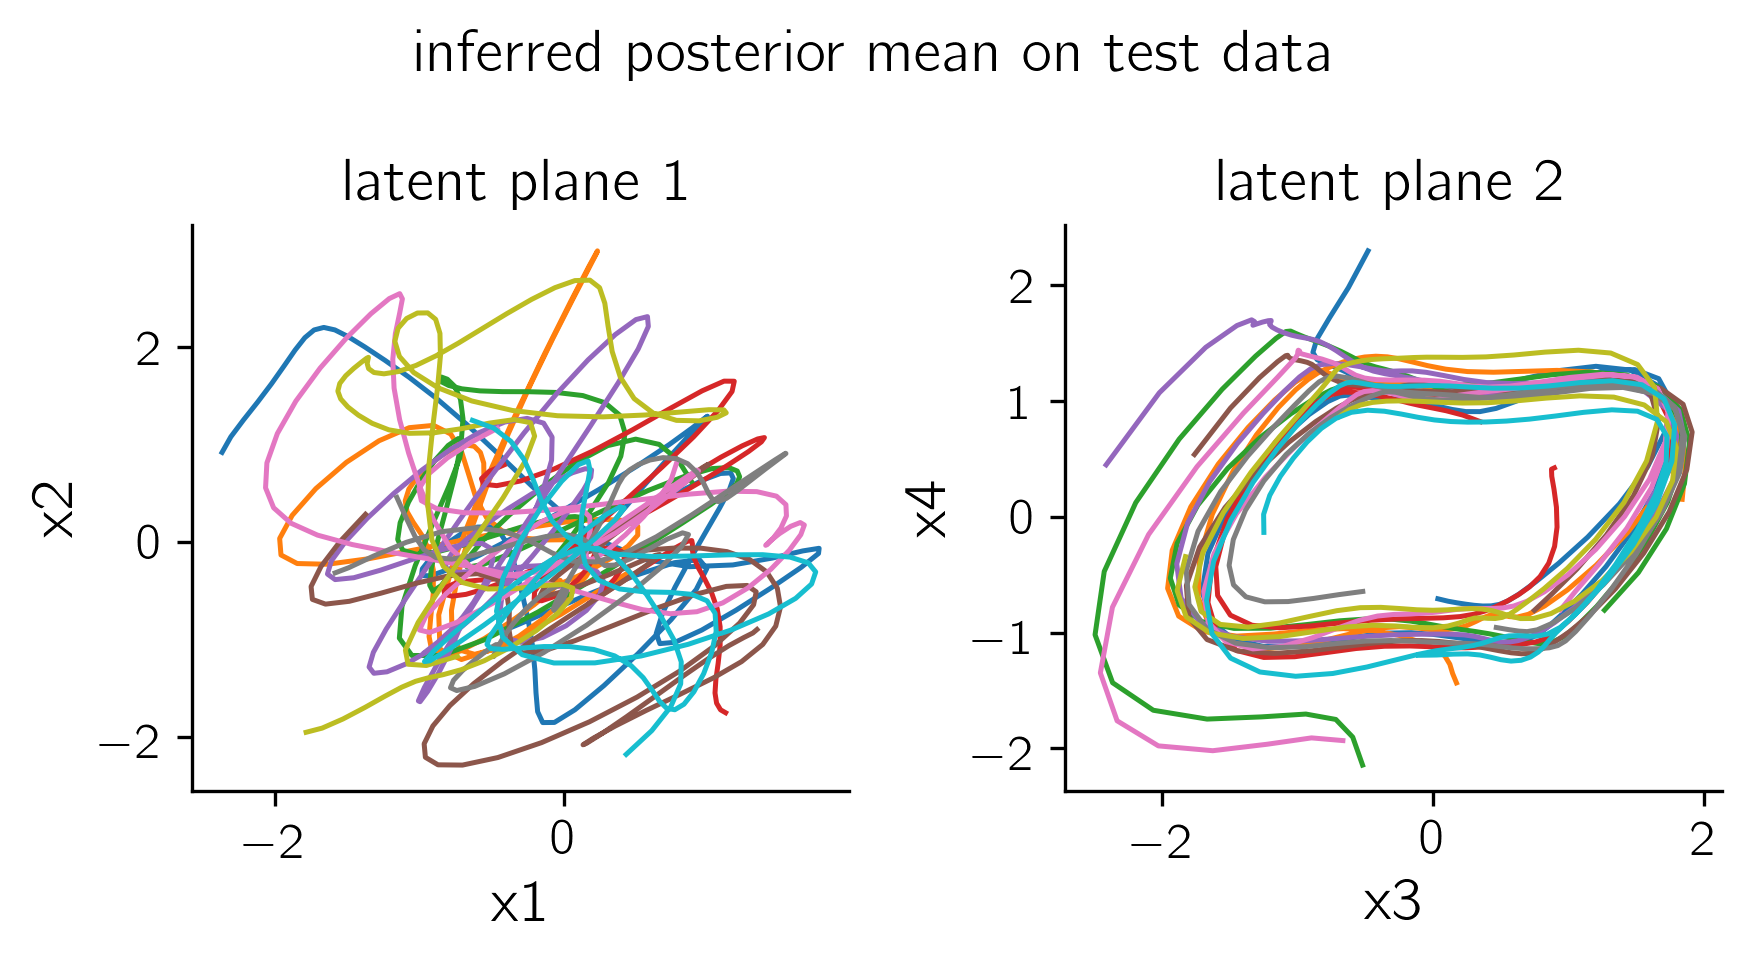 inferred posterior mean on test data
latent plane 1
x2
2
0
−2
−2 0
x1
latent plane 2
x4
2
1
0
−1
−2
−2 0 2
x3